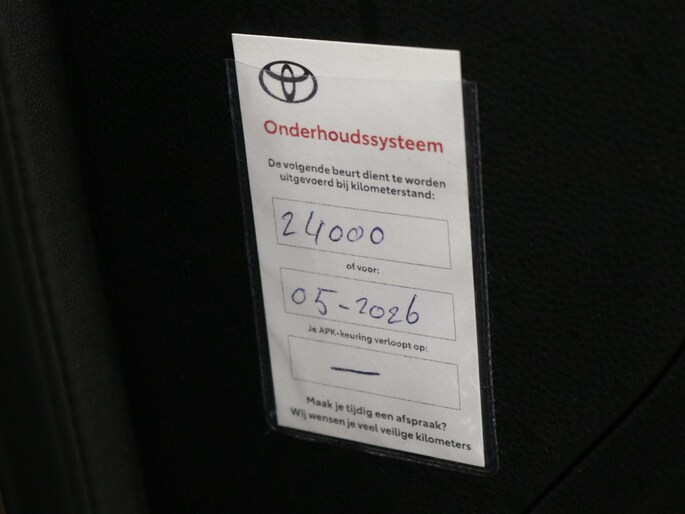 Onderhoudssysteem
De volgende beurt dient te worden
uitgevoerd bij kilometerstand:
24000
of voor:
05-2026
Je APK-keuring verloopt op:
—
Maak je tijdig een afspraak?
Wij wensen je veel veilige kilometers